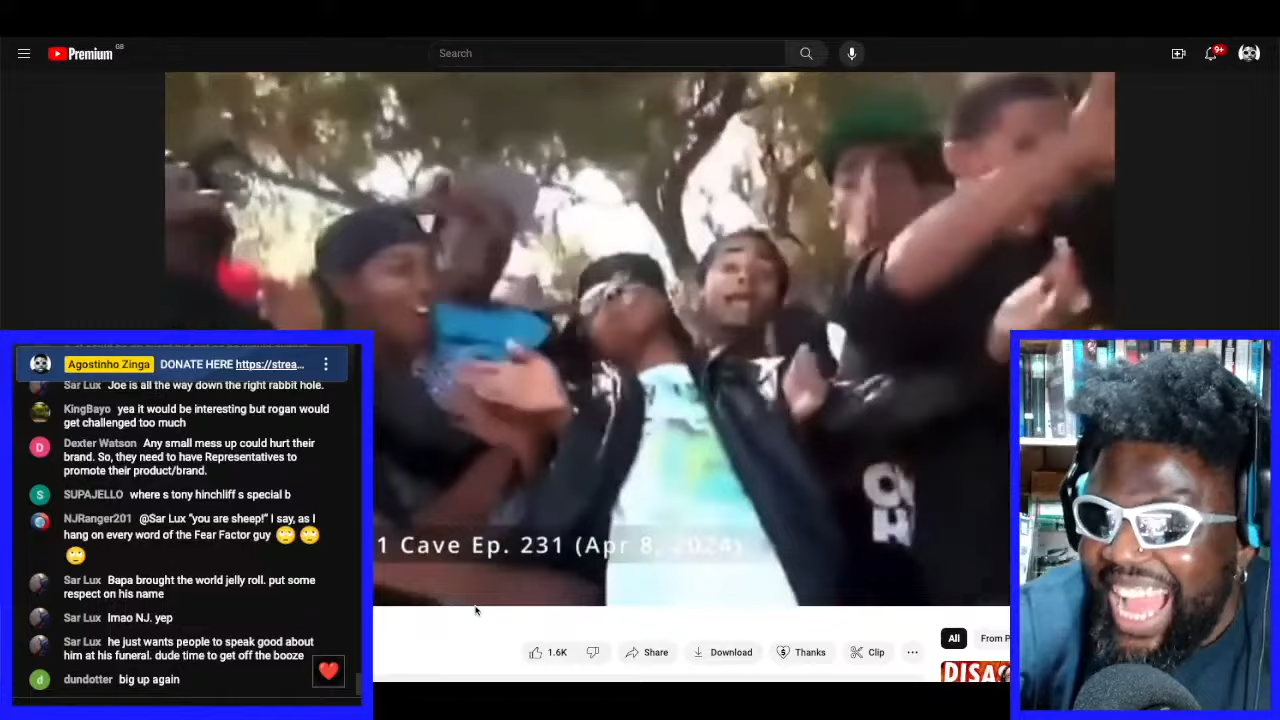 Premium GB
Search
9+
1 Cave Ep. 231 (Apr 8, 2024)
OH
Agostinho Zinga DONATE HERE https://strea...
Sar Lux Joe is all the way down the right rabbit hole.
KingBayo yea it would be interesting but rogan would
get challenged too much
D Dexter Watson Any small mess up could hurt their
brand. So, they need to have Representatives to
promote their product/brand.
S SUPAJELLO where s tony hinchliff s special b
NJRanger201 @Sar Lux "you are sheep!" I say, as I
hang on every word of the Fear Factor guy 🙄 🙄
🙄
Sar Lux Bapa brought the world jelly roll. put some
respect on his name
Sar Lux lmao NJ. yep
Sar Lux he just wants people to speak good about
him at his funeral. dude time to get off the booze
d dundotter big up again
1.6K Share Download Thanks Clip ...
All From P
DISA